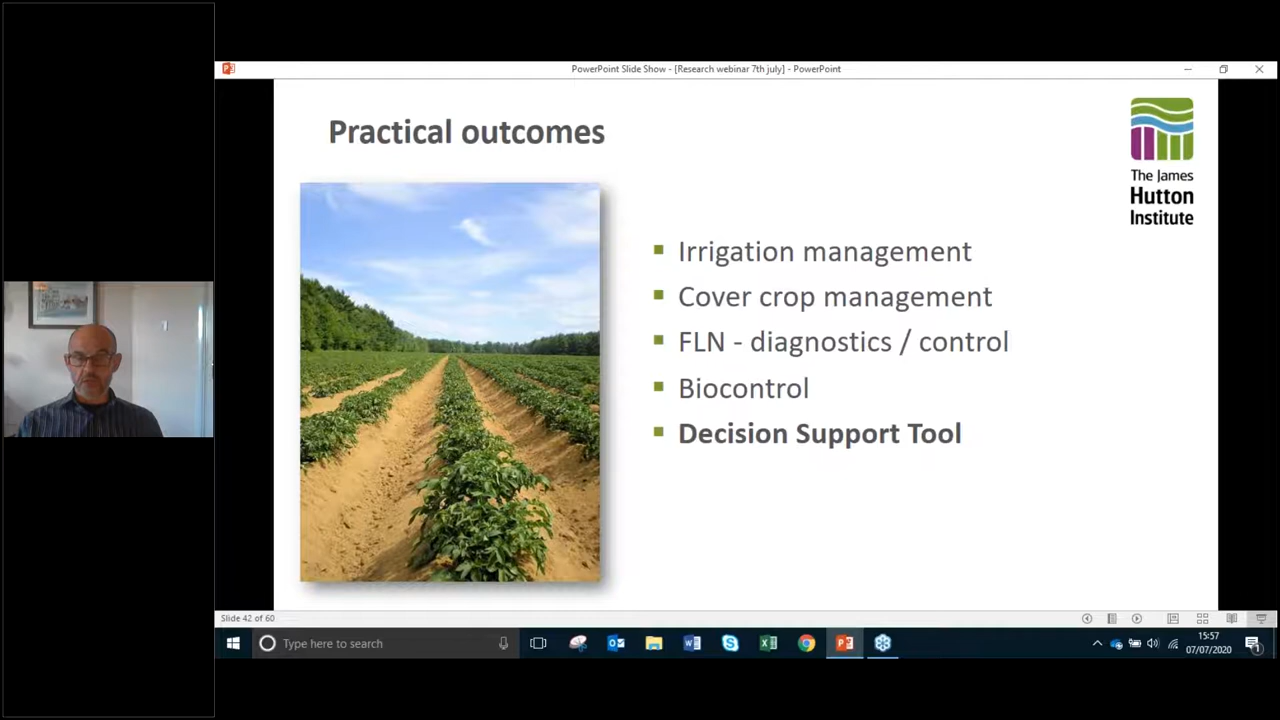 PowerPoint Slide Show - [Research webinar 7th july] - PowerPoint
Practical outcomes
The James
Hutton
Institute
Irrigation management
Cover crop management
FLN - diagnostics / control
Biocontrol
Decision Support Tool
Slide 42 of 60
Type here to search
15:57
07/07/2020
1